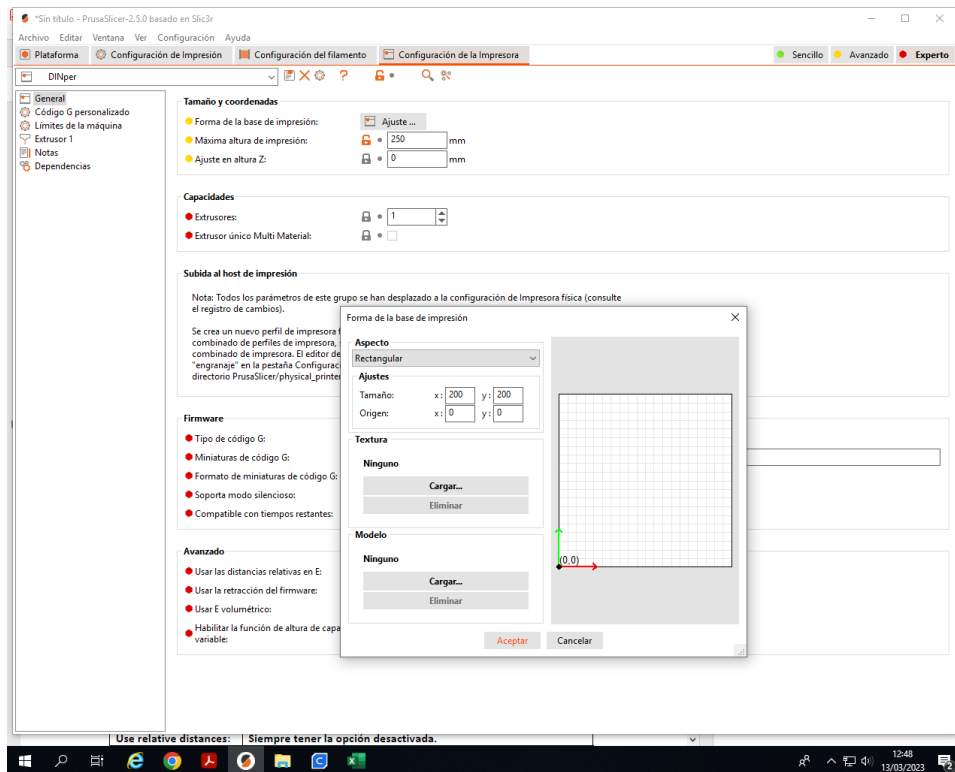 *Sin título - PrusaSlicer-2.5.0 basado en Slic3r
Archivo Editar Ventana Ver Configuración Ayuda
Plataforma Configuración de Impresión Configuración del filamento Configuración de la Impresora Sencillo Avanzado Experto
DINper
General
Código G personalizado
Límites de la máquina
Extrusor 1
Notas
Dependencias
Tamaño y coordenadas
Forma de la base de impresión: Ajuste ...
Máxima altura de impresión: 250 mm
Ajuste en altura Z: 0 mm
Capacidades
Extrusores: 1
Extrusor único Multi Material:
Subida al host de impresión
Nota: Todos los parámetros de este grupo se han desplazado a la configuración de Impresora física (consulte
el registro de cambios).
Se crea un nuevo perfil de impresora
combinado de perfiles de impresora,
combinado de impresora. El editor de
"engranaje" en la pestaña
directorio
Firmware
Tipo de código G:
Miniaturas de código G:
Formato de miniaturas de código G:
Soporta modo silencioso:
Compatible con tiempos restantes:
Avanzado
Usar las distancias relativas en E:
Usar la retracción del firmware:
Usar E volumétrico:
Habilitar la función de altura de capa
variable:
Forma de la base de impresión
Aspecto
Rectangular
Ajustes
Tamaño: x: 200 y: 200
Origen: x: 0 y: 0
Textura
Ninguno
Cargar...
Eliminar
Modelo
Ninguno
Cargar...
Eliminar
(0,0)
Aceptar Cancelar
Use relative distances: Siempre tener la opción desactivada.
12:48
13/03/2023
2